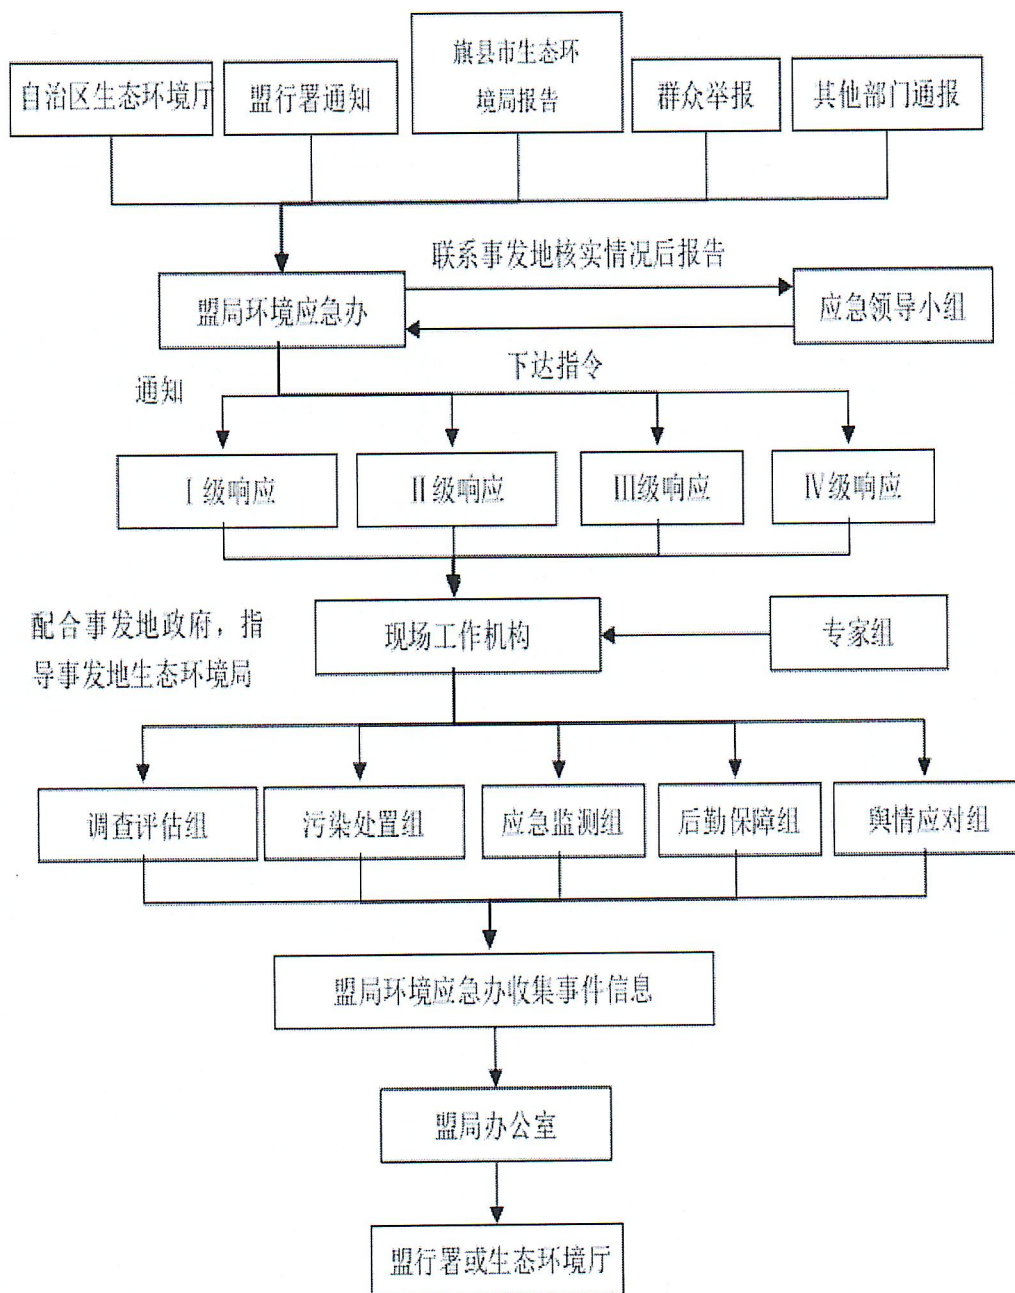 自治区生态环境厅
盟行署通知
旗县市生态环
境局报告
群众举报
其他部门通报
联系事发地核实情况后报告
盟局环境应急办
应急领导小组
下达指令
通知
Ⅰ级响应
Ⅱ级响应
Ⅲ级响应
Ⅳ级响应
配合事发地政府，指
导事发地生态环境局
现场工作机构
专家组
调查评估组
污染处置组
应急监测组
后勤保障组
舆情应对组
盟局环境应急办收集事件信息
盟局办公室
盟行署或生态环境厅